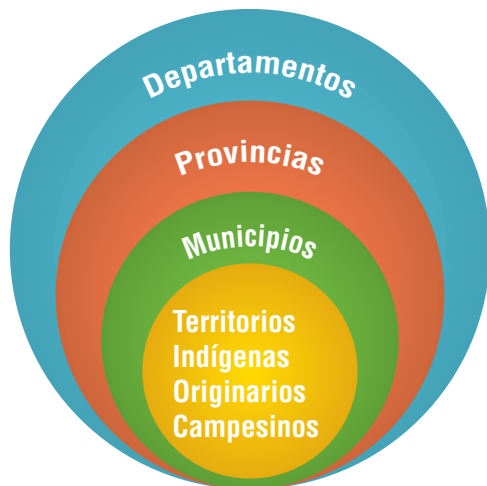 Departamentos
Provincias
Municipios
Territorios
Indígenas
Originarios
Campesinos